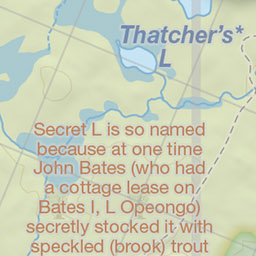 Thatcher's*
L
Secret L is so named
because at one time
John Bates (who had
a cottage lease on
Bates I, L Opeongo)
secretly stocked it with
speckled (brook) trout